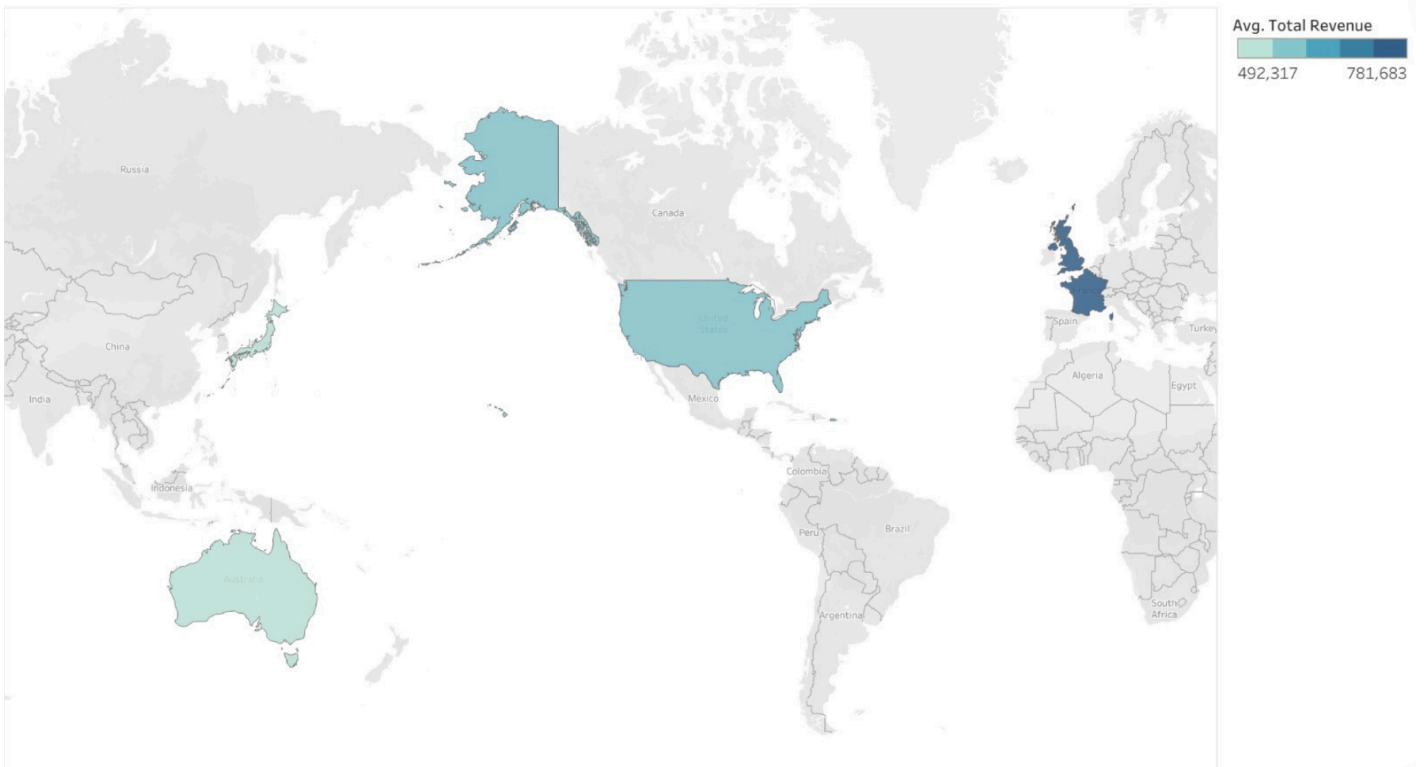 Avg. Total Revenue
492,317 781,683
Russia
Canada
United
States
France
Spain
Turkey
China
Algeria
Egypt
India
Mexico
Colombia
Indonesia
Peru
Brazil
Australia
South
Africa
Argentina